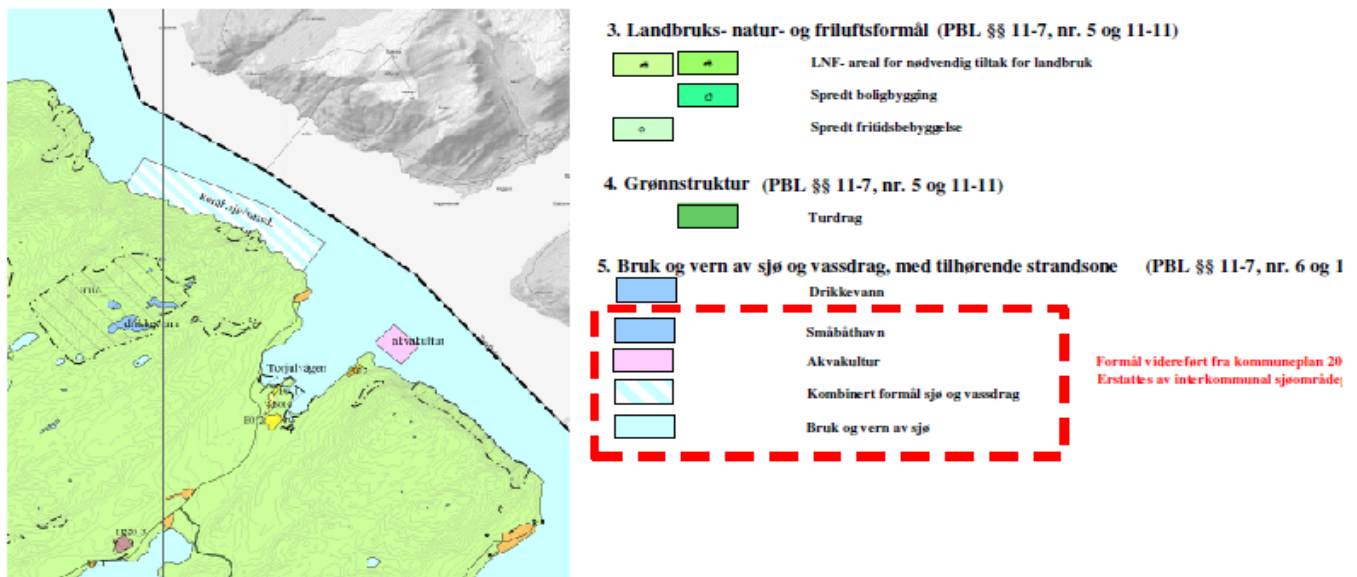 akvakultur
Torjulvågen
drikkevann
3. Landbruks- natur- og friluftsformål (PBL §§ 11-7, nr. 5 og 11-11)
LNF- areal for nødvendig tiltak for landbruk
Spredt boligbygging
Spredt fritidsbebyggelse
4. Grønnstruktur (PBL §§ 11-7, nr. 5 og 11-11)
Turdrag
5. Bruk og vern av sjø og vassdrag, med tilhørende strandsone (PBL §§ 11-7, nr. 6 og 1
Drikkevann
Småbåthavn
Akvakultur
Kombinert formål sjø og vassdrag
Bruk og vern av sjø
Formål videreført fra kommuneplan 20
Erstattes av interkommunal sjøområde